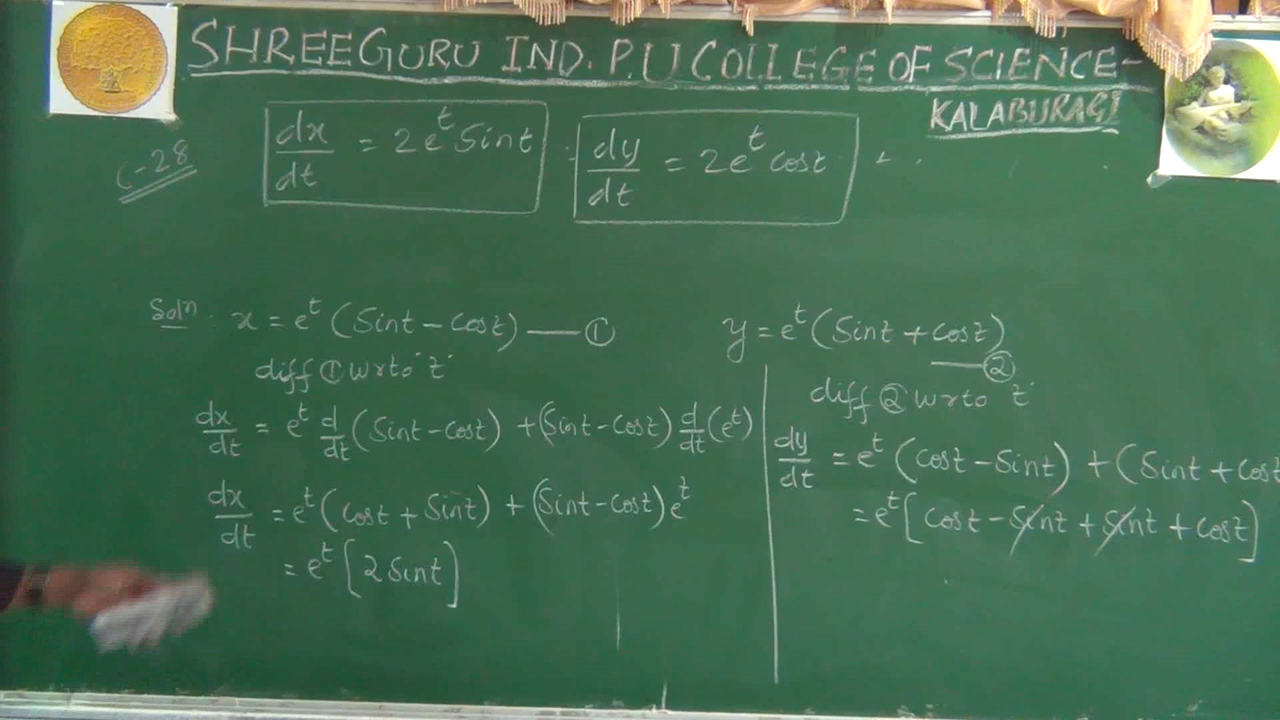 SHREEGURU IND. P.U COLLEGE OF SCIENCE-
KALABURAGI
C-28
dx/dt = 2e^t Sint
dy/dt = 2e^t cost
Soln: x = e^t (Sint - Cost) — ①
diff ① w r to 't'
dx/dt = e^t d/dt (Sint - Cost) + (Sint - Cost) d/dt (e^t)
dx/dt = e^t (Cost + Sint) + (Sint - Cost) e^t
= e^t [2 Sint]
y = e^t (Sint + Cost)
— ②
diff ② w r to 't'
dy/dt = e^t (Cost - Sint) + (Sint + Cost
= e^t [Cost - Sint + Sint + Cost]